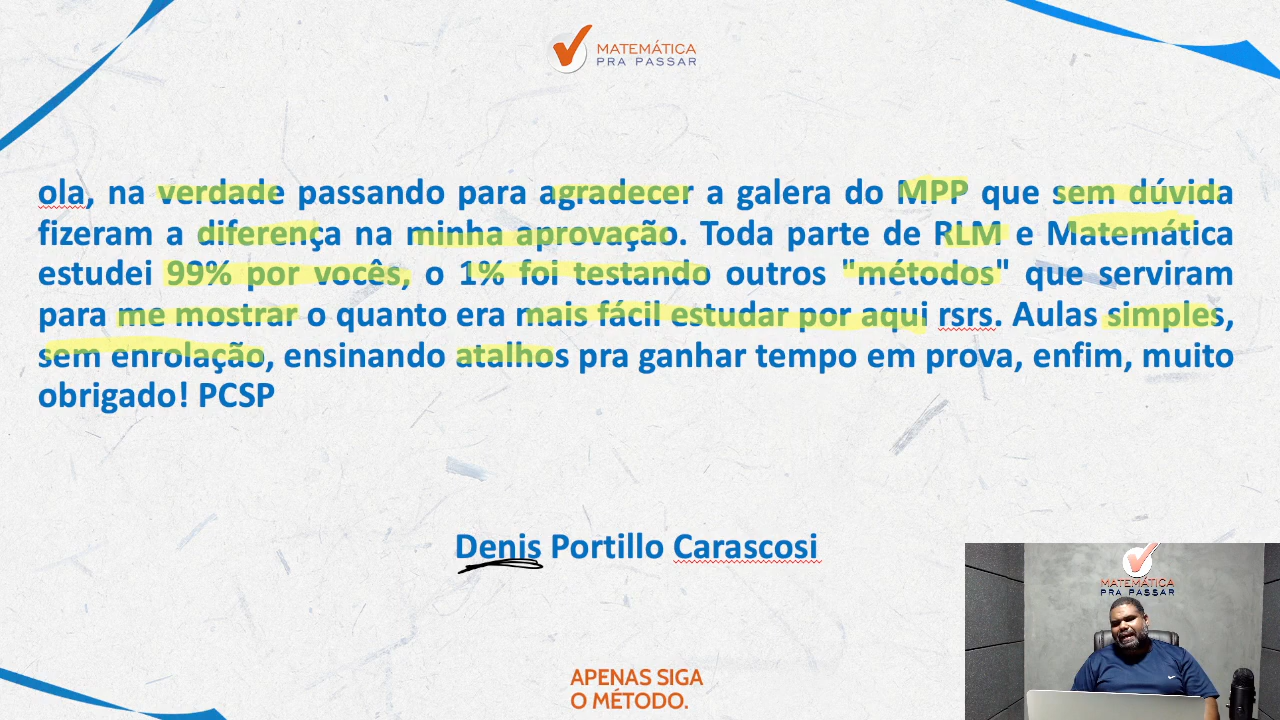 MATEMÁTICA
PRA PASSAR
ola, na verdade passando para agradecer a galera do MPP que sem dúvida
fizeram a diferença na minha aprovação. Toda parte de RLM e Matemática
estudei 99% por vocês, o 1% foi testando outros "métodos" que serviram
para me mostrar o quanto era mais fácil estudar por aqui rsrs. Aulas simples,
sem enrolação, ensinando atalhos pra ganhar tempo em prova, enfim, muito
obrigado! PCSP
Denis Portillo Carascosi
MATEMÁTICA
PRA PASSAR
APENAS SIGA
O MÉTODO.